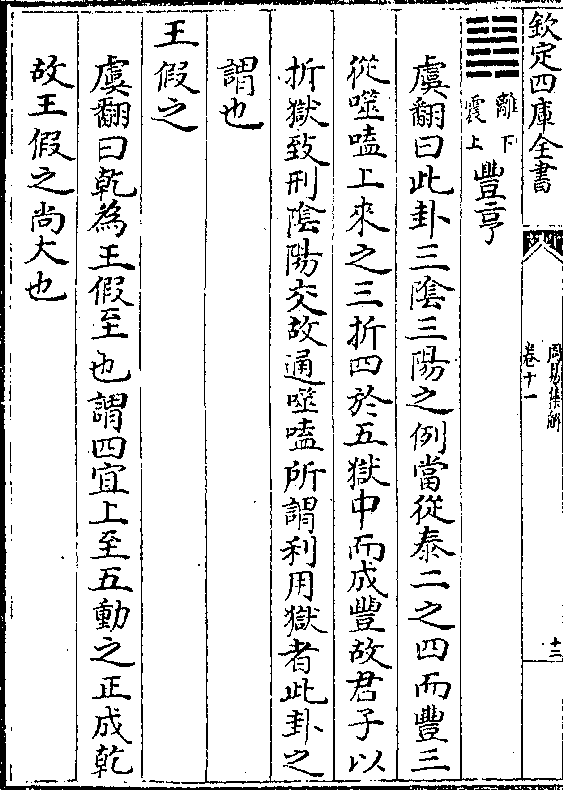 欽定四庫全書
周易集解
卷十一
十三
離下
震上
豐亨
虞翻曰此卦三陰三陽之例當從泰二之四而豐三
從噬嗑上來之三折四於五獄中而成豐故君子以
折獄致刑陰陽交故通噬嗑所謂利用獄者此卦之
謂也
王假之
虞翻曰乾為王假至也謂四宜上至五動之正成乾
故王假之尚大也